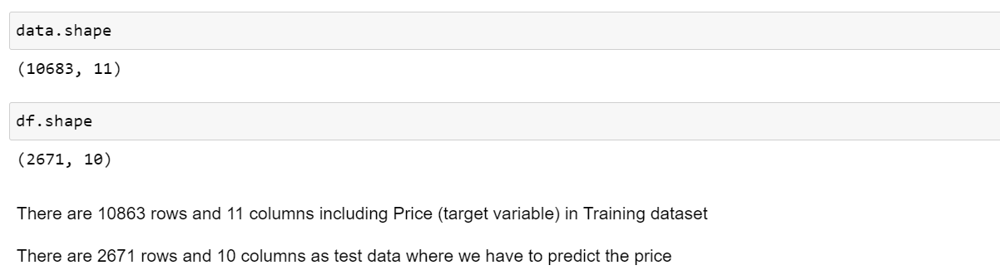 data.shape
(10683, 11)
df.shape
(2671, 10)
There are 10863 rows and 11 columns including Price (target variable) in Training dataset
There are 2671 rows and 10 columns as test data where we have to predict the price